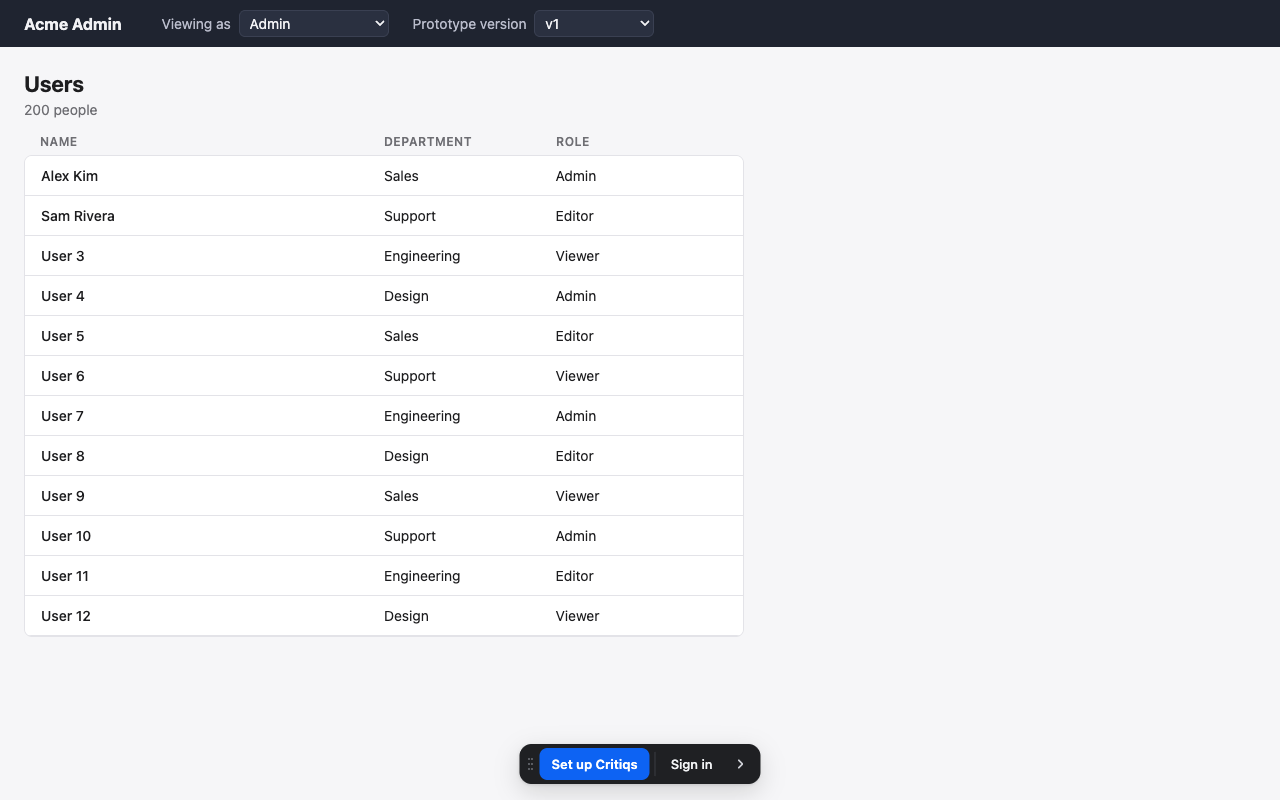 Acme Admin Viewing as Admin Prototype version v1
Users
200 people
NAME DEPARTMENT ROLE
Alex Kim Sales Admin
Sam Rivera Support Editor
User 3 Engineering Viewer
User 4 Design Admin
User 5 Sales Editor
User 6 Support Viewer
User 7 Engineering Admin
User 8 Design Editor
User 9 Sales Viewer
User 10 Support Admin
User 11 Engineering Editor
User 12 Design Viewer
Set up Critiqs Sign in